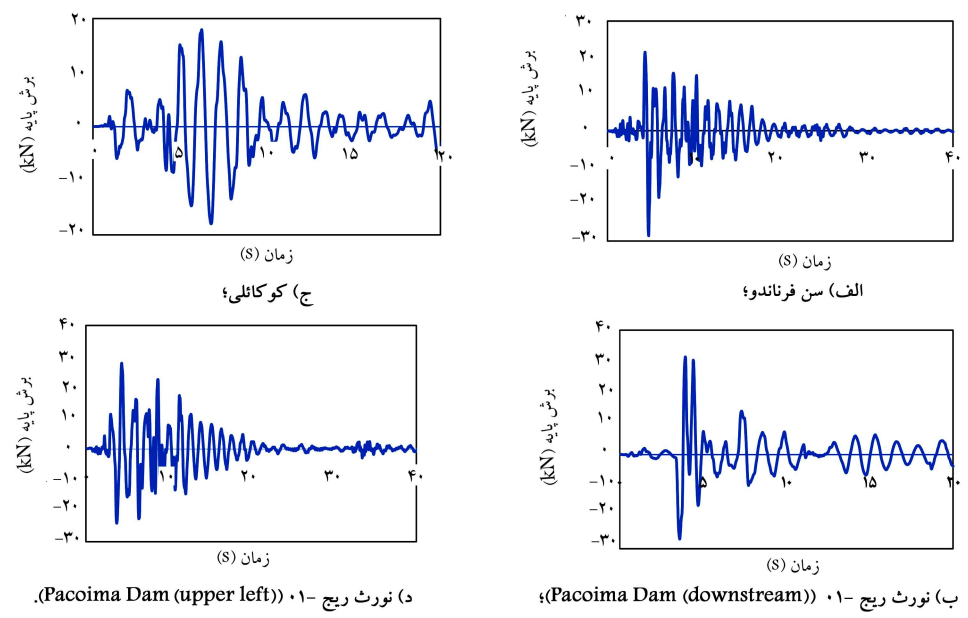 ۳۰
۲۰
۱۰
۰
-۱۰
-۲۰
-۳۰
۰ ۲۰ ۳۰ ۴۰
برش پایه (kN)
زمان (S)
الف) سن فرناندو؛
۴۰
۳۰
۲۰
۱۰
۰
-۱۰
-۲۰
-۳۰
۵ ۱۰ ۱۵ ۲۰
برش پایه (kN)
زمان (S)
ب) نورث ریج -۰۱ (Pacoima Dam (downstream))؛
۲۰
۱۰
۰
-۱۰
-۲۰
۰ ۵ ۱۰ ۱۵ ۲۰
برش پایه (kN)
زمان (S)
ج) کوکائلی؛
۴۰
۳۰
۲۰
۱۰
۰
-۱۰
-۲۰
-۳۰
۰ ۱۰ ۲۰ ۳۰ ۴۰
برش پایه (kN)
زمان (S)
د) نورث ریج -۰۱ (Pacoima Dam (upper left)).